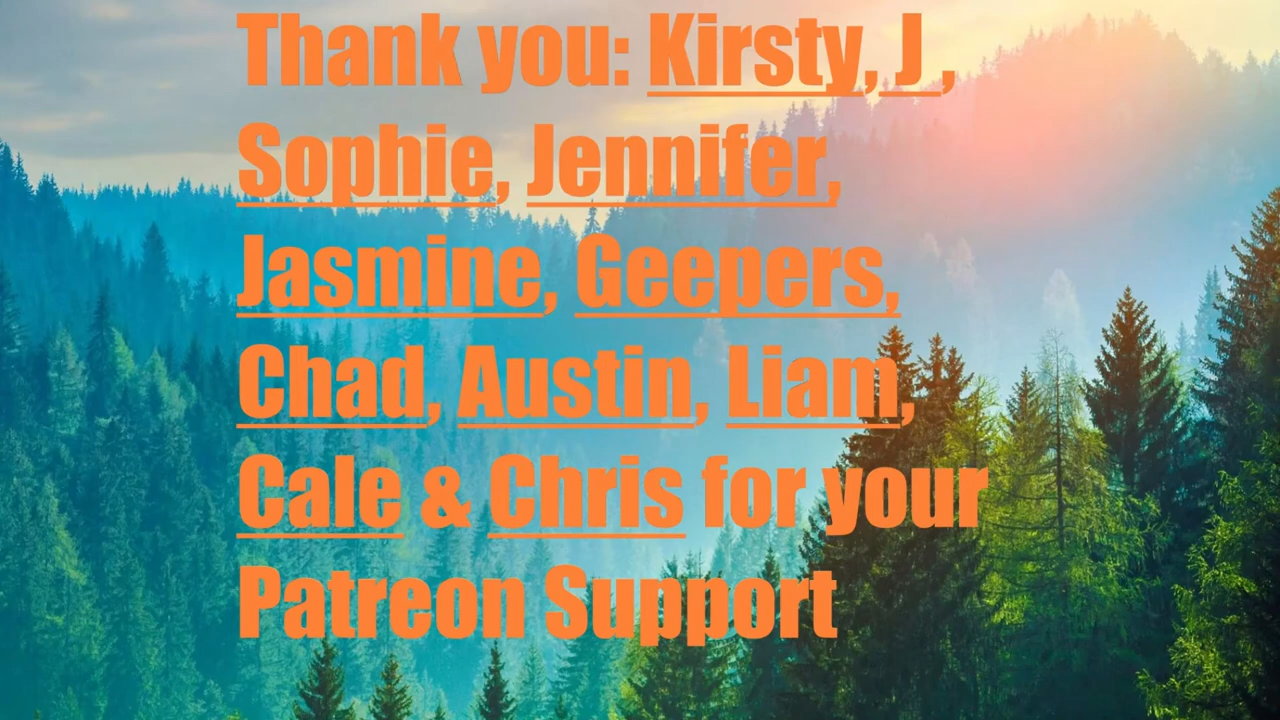 Thank you: Kirsty, J ,
Sophie, Jennifer,
Jasmine, Geepers,
Chad, Austin, Liam,
Cale & Chris for your
Patreon Support